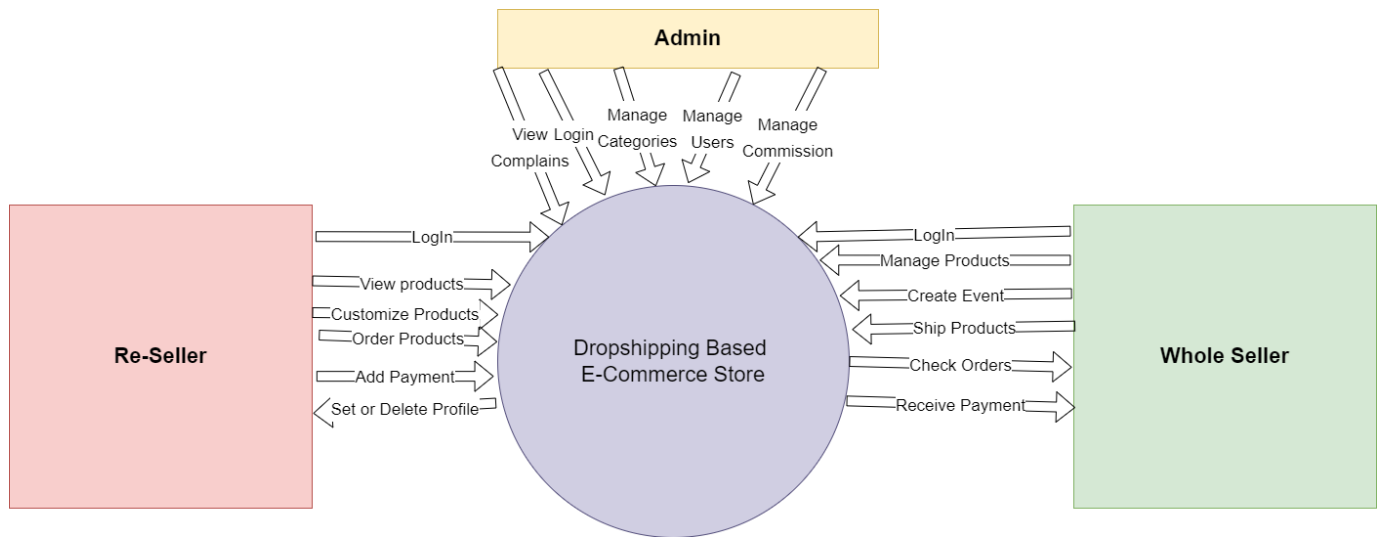 Admin
View
Complains
Login
Manage
Categories
Manage
Users
Manage
Commission
Re-Seller
LogIn
View products
Customize Products
Order Products
Add Payment
Set or Delete Profile
Dropshipping Based
E-Commerce Store
LogIn
Manage Products
Create Event
Ship Products
Check Orders
Receive Payment
Whole Seller